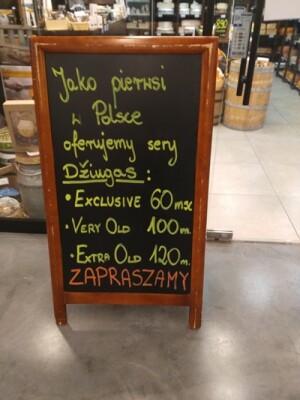 Jako pierwsi
w Polsce
oferujemy sery
Džiugas :
• EXCLUSIVE 60 msc
• VERY OLD 100 m.
• EXTRA OLD 120 m.
ZAPRASZAMY